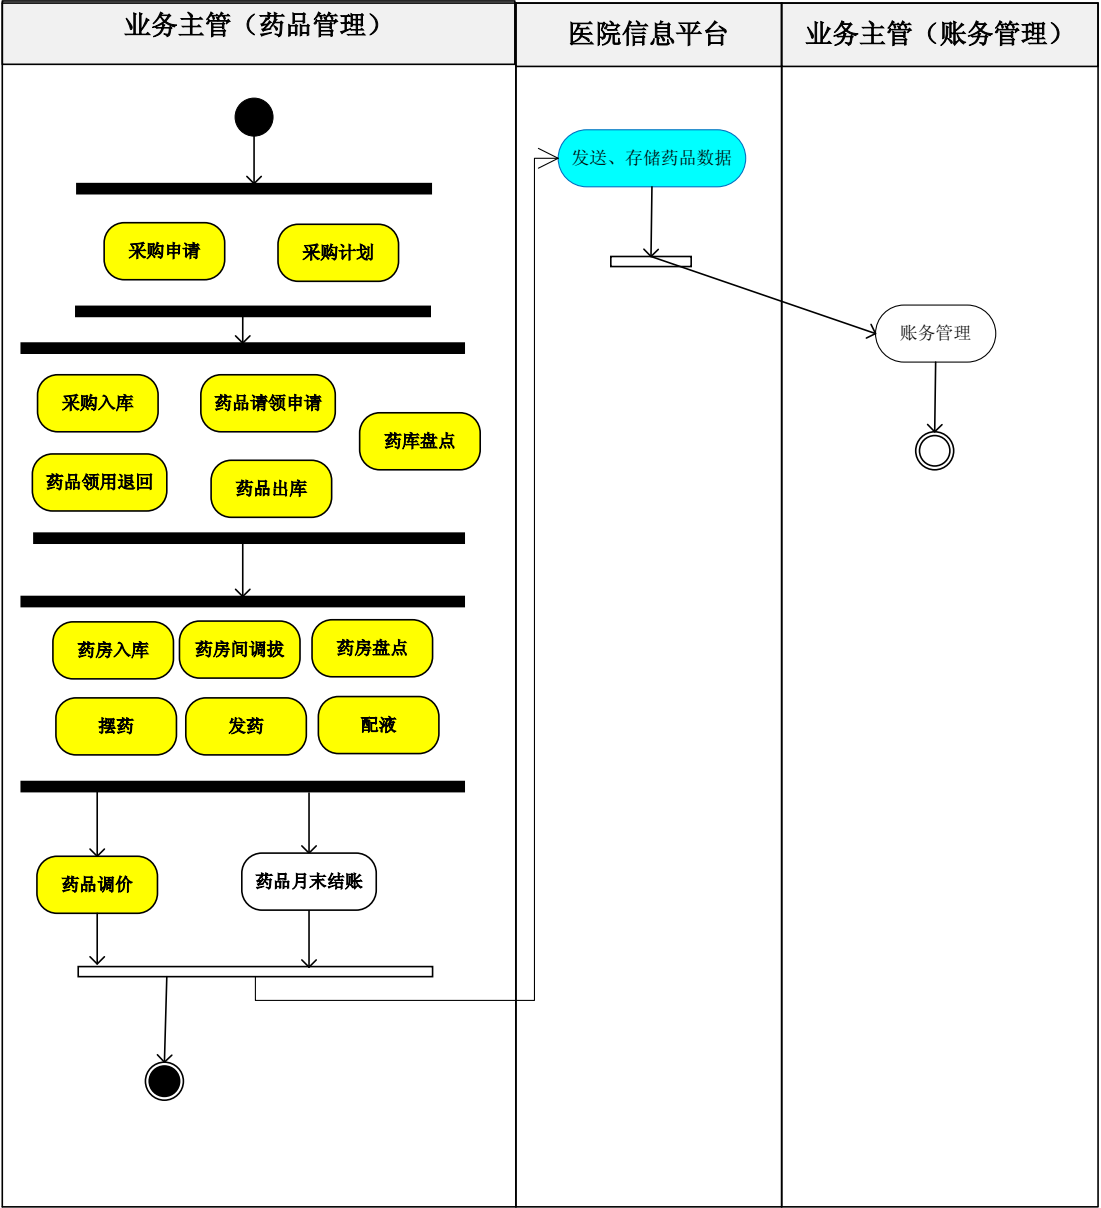 业务主管（药品管理）
医院信息平台
业务主管（账务管理）
发送、存储药品数据
采购申请
采购计划
账务管理
采购入库
药品请领申请
药库盘点
药品领用退回
药品出库
药房入库
药房间调拔
药房盘点
摆药
发药
配液
药品调价
药品月末结账